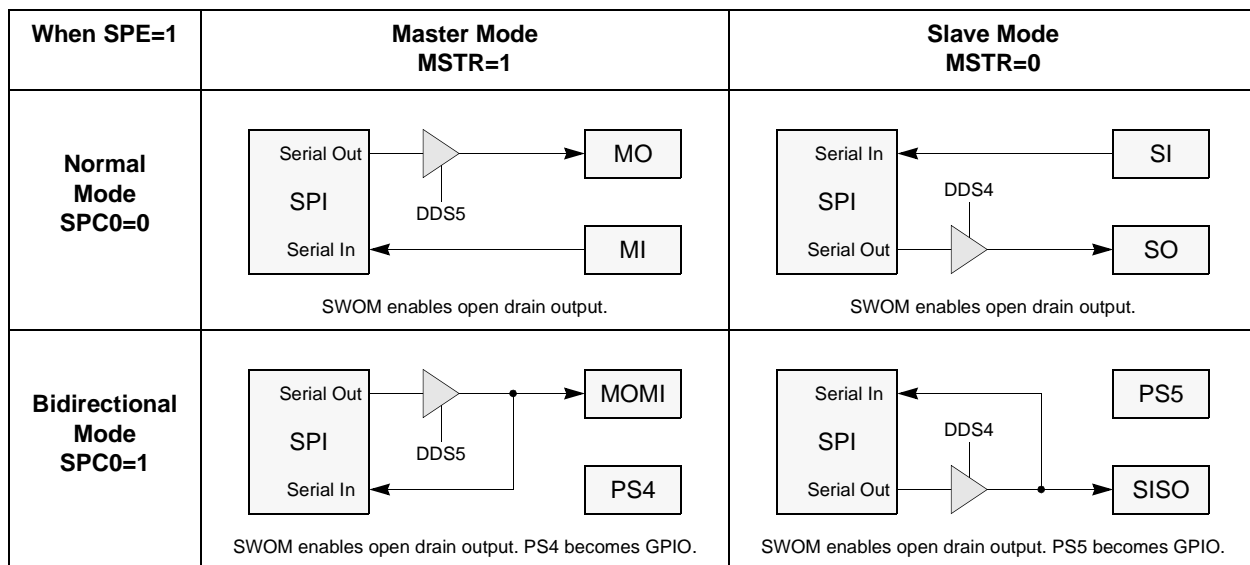 When SPE=1
Master Mode
MSTR=1
Slave Mode
MSTR=0
Normal
Mode
SPC0=0
Serial Out
SPI
Serial In
DDS5
MO
MI
SWOM enables open drain output.
Serial In
SPI
Serial Out
DDS4
SI
SO
SWOM enables open drain output.
Bidirectional
Mode
SPC0=1
Serial Out
SPI
Serial In
DDS5
MOMI
PS4
SWOM enables open drain output. PS4 becomes GPIO.
Serial In
SPI
Serial Out
DDS4
PS5
SISO
SWOM enables open drain output. PS5 becomes GPIO.